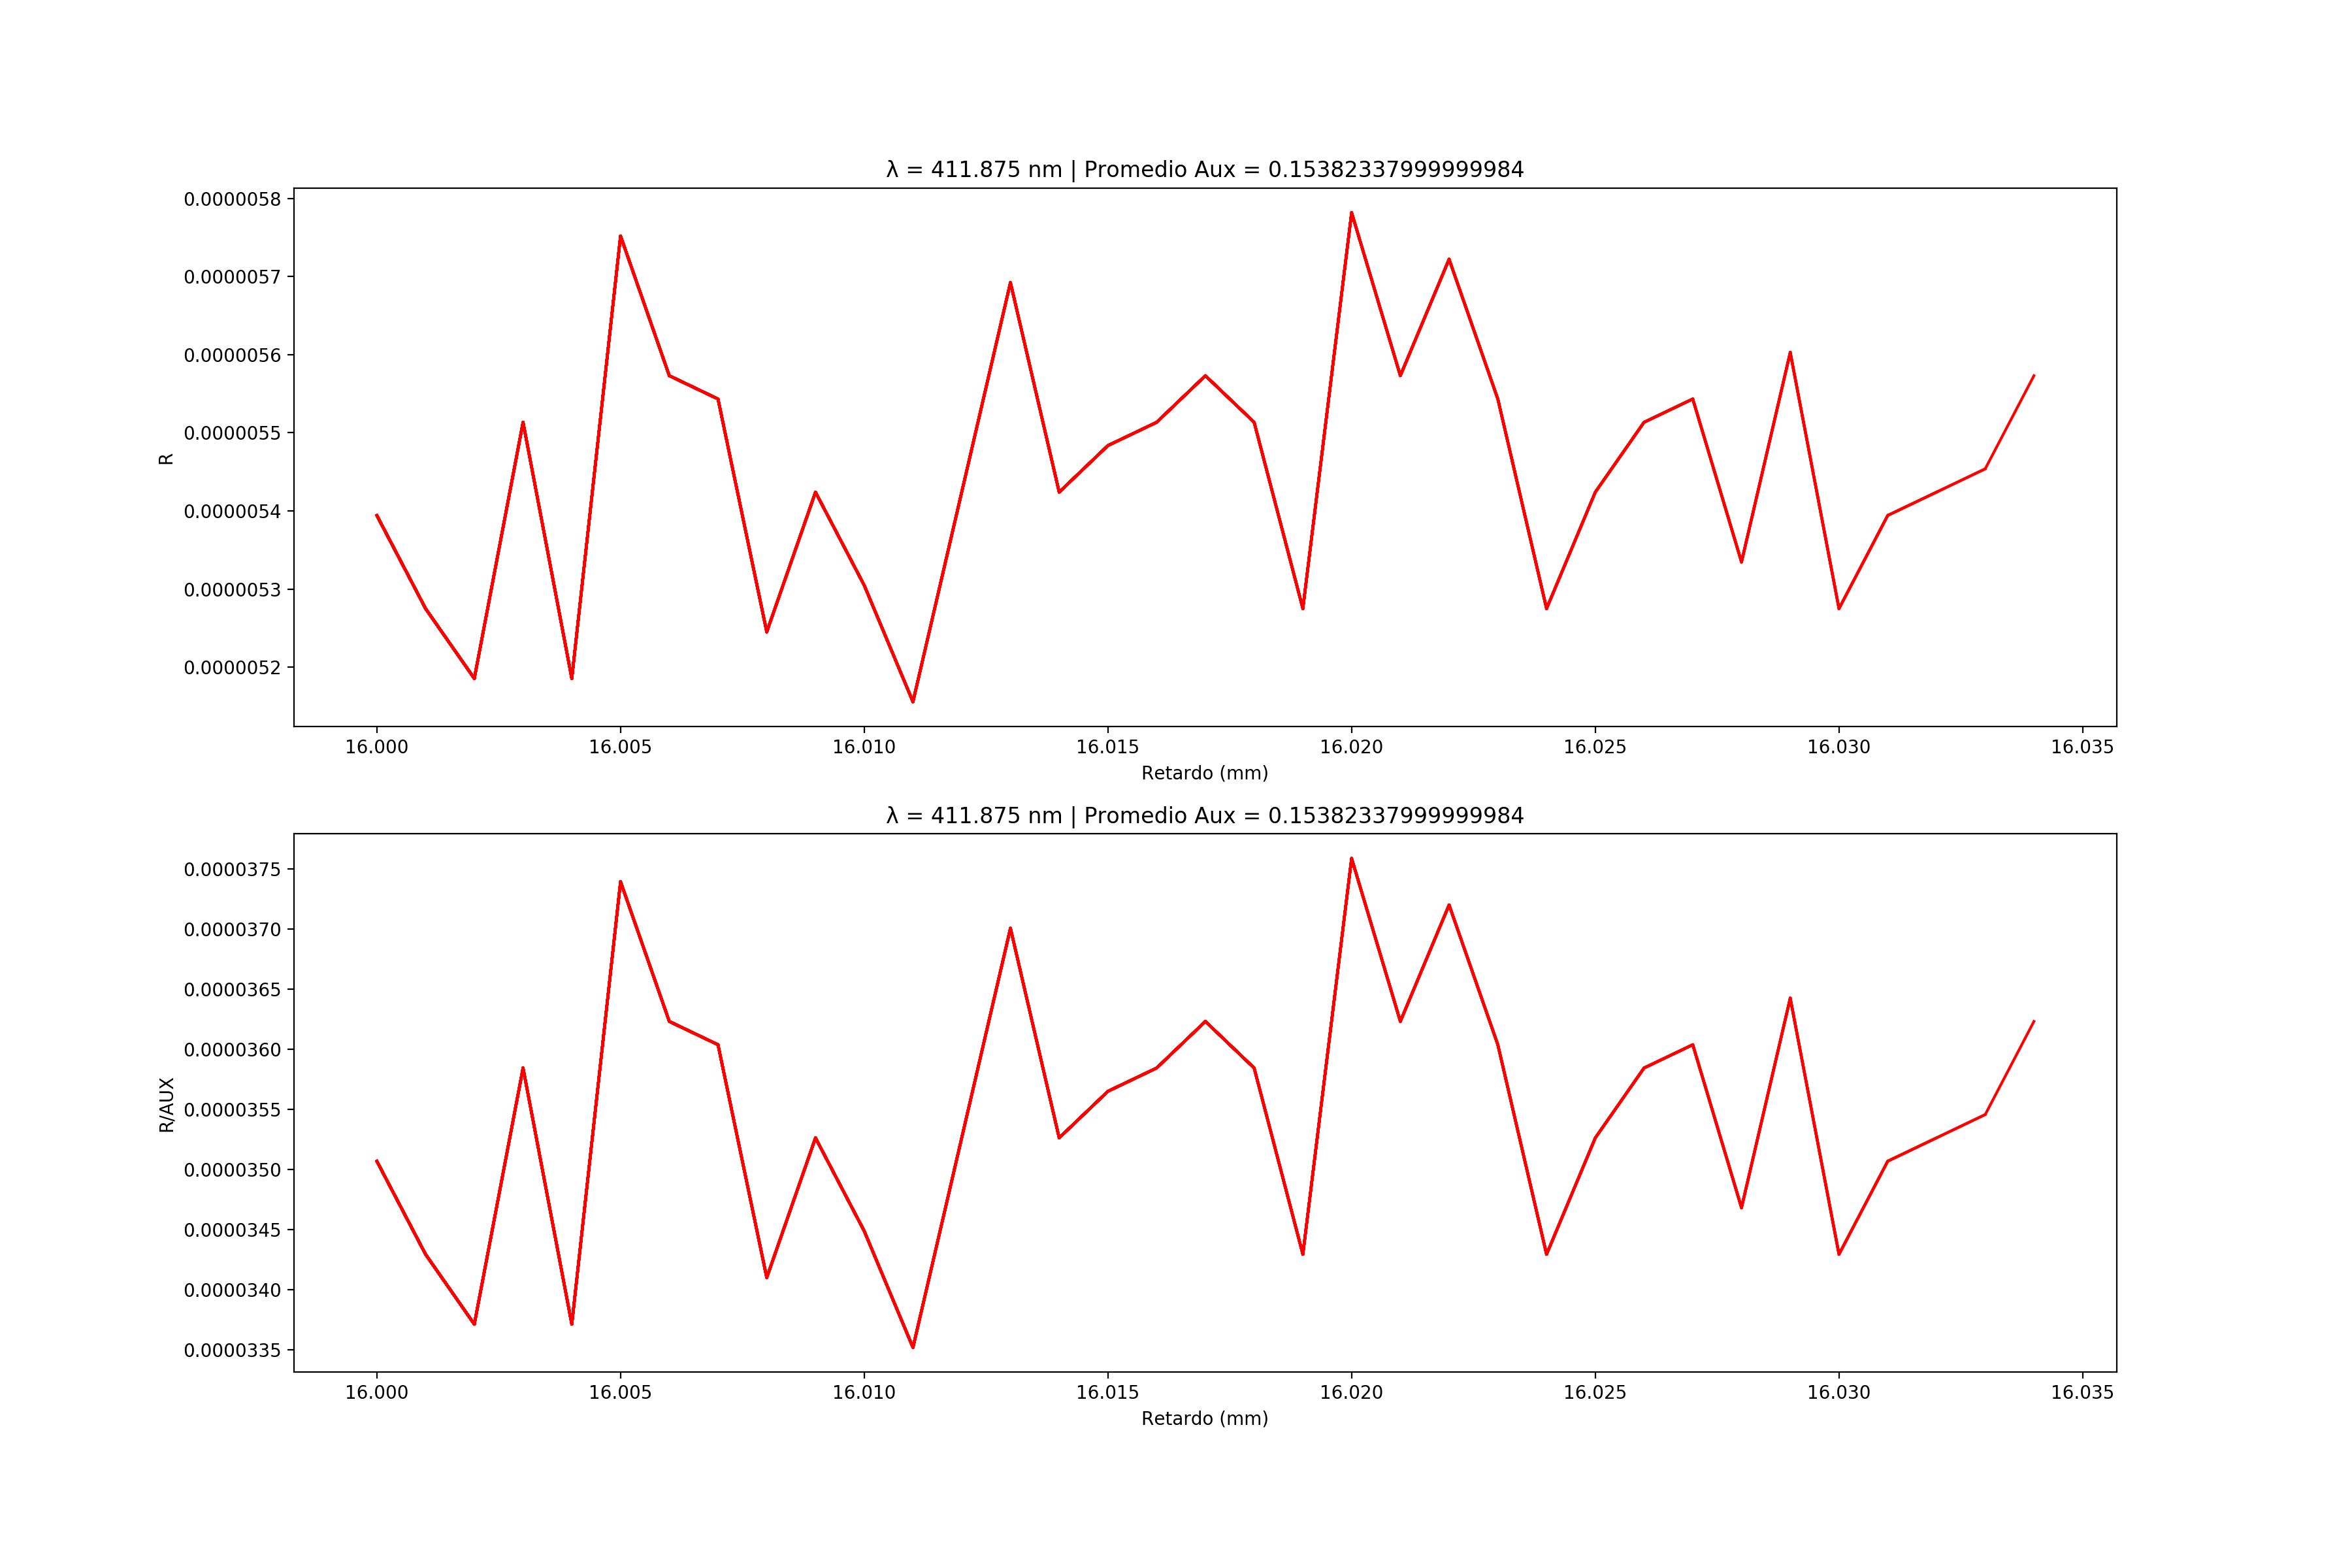 λ = 411.875 nm | Promedio Aux = 0.15382337999999984
0.0000058
0.0000057
0.0000056
0.0000055
0.0000054
0.0000053
0.0000052
R
16.000 16.005 16.010 16.015 16.020 16.025 16.030 16.035
Retardo (mm)
λ = 411.875 nm | Promedio Aux = 0.15382337999999984
0.0000375
0.0000370
0.0000365
0.0000360
0.0000355
0.0000350
0.0000345
0.0000340
0.0000335
R/AUX
16.000 16.005 16.010 16.015 16.020 16.025 16.030 16.035
Retardo (mm)